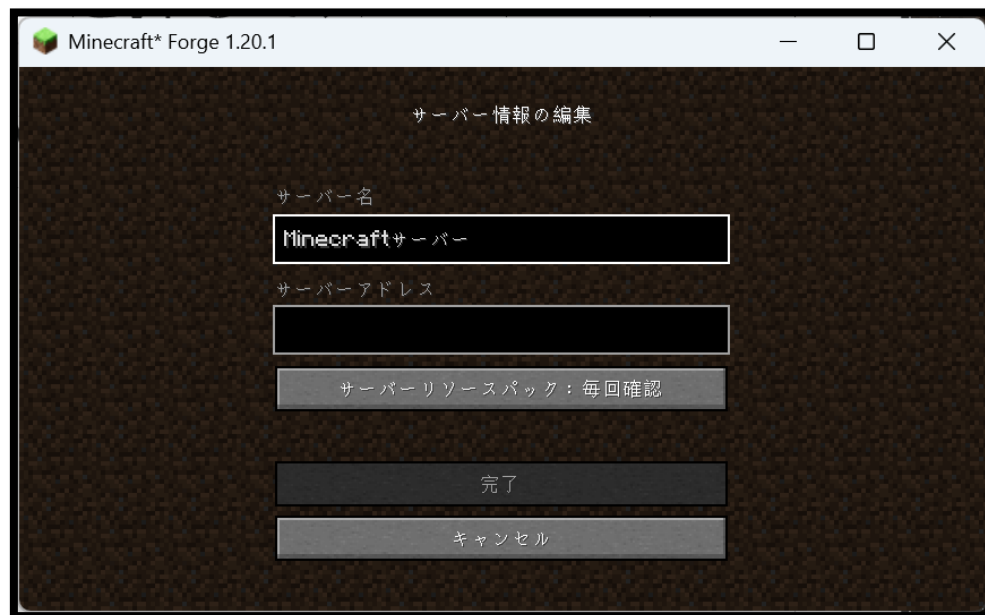 Minecraft* Forge 1.20.1
サーバー情報の編集
サーバー名
Minecraftサーバー
サーバーアドレス
サーバーリソースパック：毎回確認
完了
キャンセル